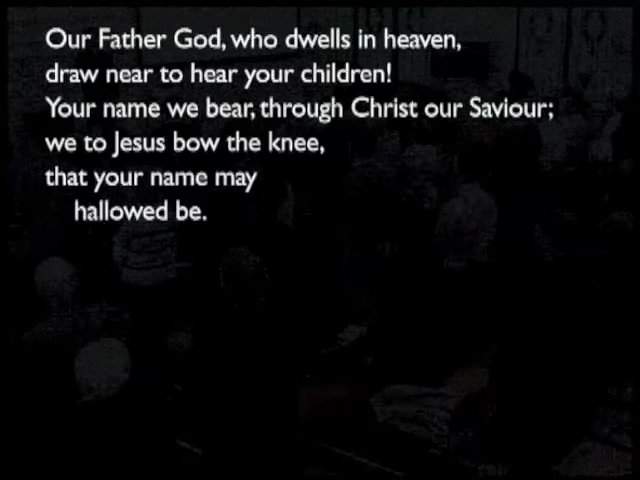 Our Father God, who dwells in heaven,
draw near to hear your children!
Your name we bear, through Christ our Saviour;
we to Jesus bow the knee,
that your name may
hallowed be.